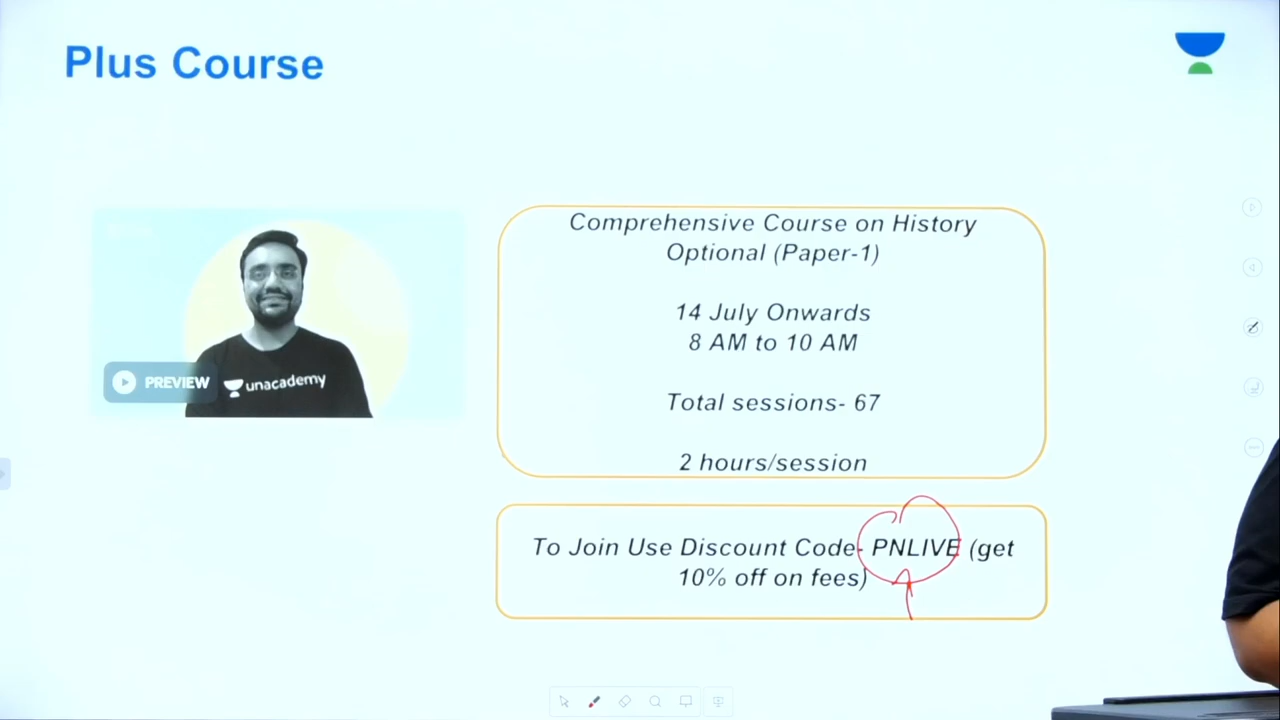 Plus Course
Comprehensive Course on History
Optional (Paper-1)
14 July Onwards
8 AM to 10 AM
Total sessions- 67
2 hours/session
PREVIEW
unacademy
To Join Use Discount Code- PNLIVE (get
10% off on fees)